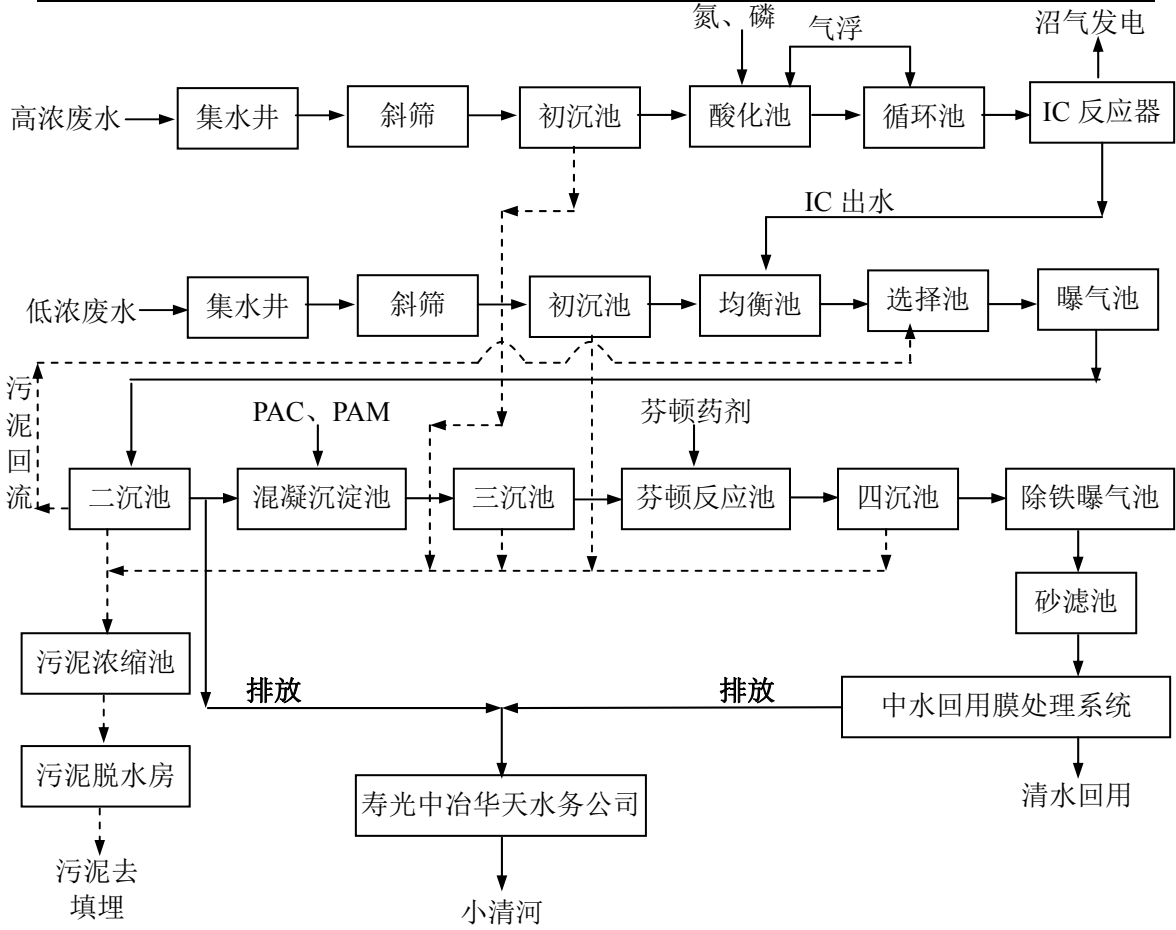 氮、磷
气浮
沼气发电
高浓废水
集水井
斜筛
初沉池
酸化池
循环池
IC 反应器
IC 出水
低浓废水
集水井
斜筛
初沉池
均衡池
选择池
曝气池
污泥回流
PAC、PAM
芬顿药剂
二沉池
混凝沉淀池
三沉池
芬顿反应池
四沉池
除铁曝气池
砂滤池
污泥浓缩池
排放
排放
中水回用膜处理系统
污泥脱水房
寿光中冶华天水务公司
清水回用
污泥去
填埋
小清河